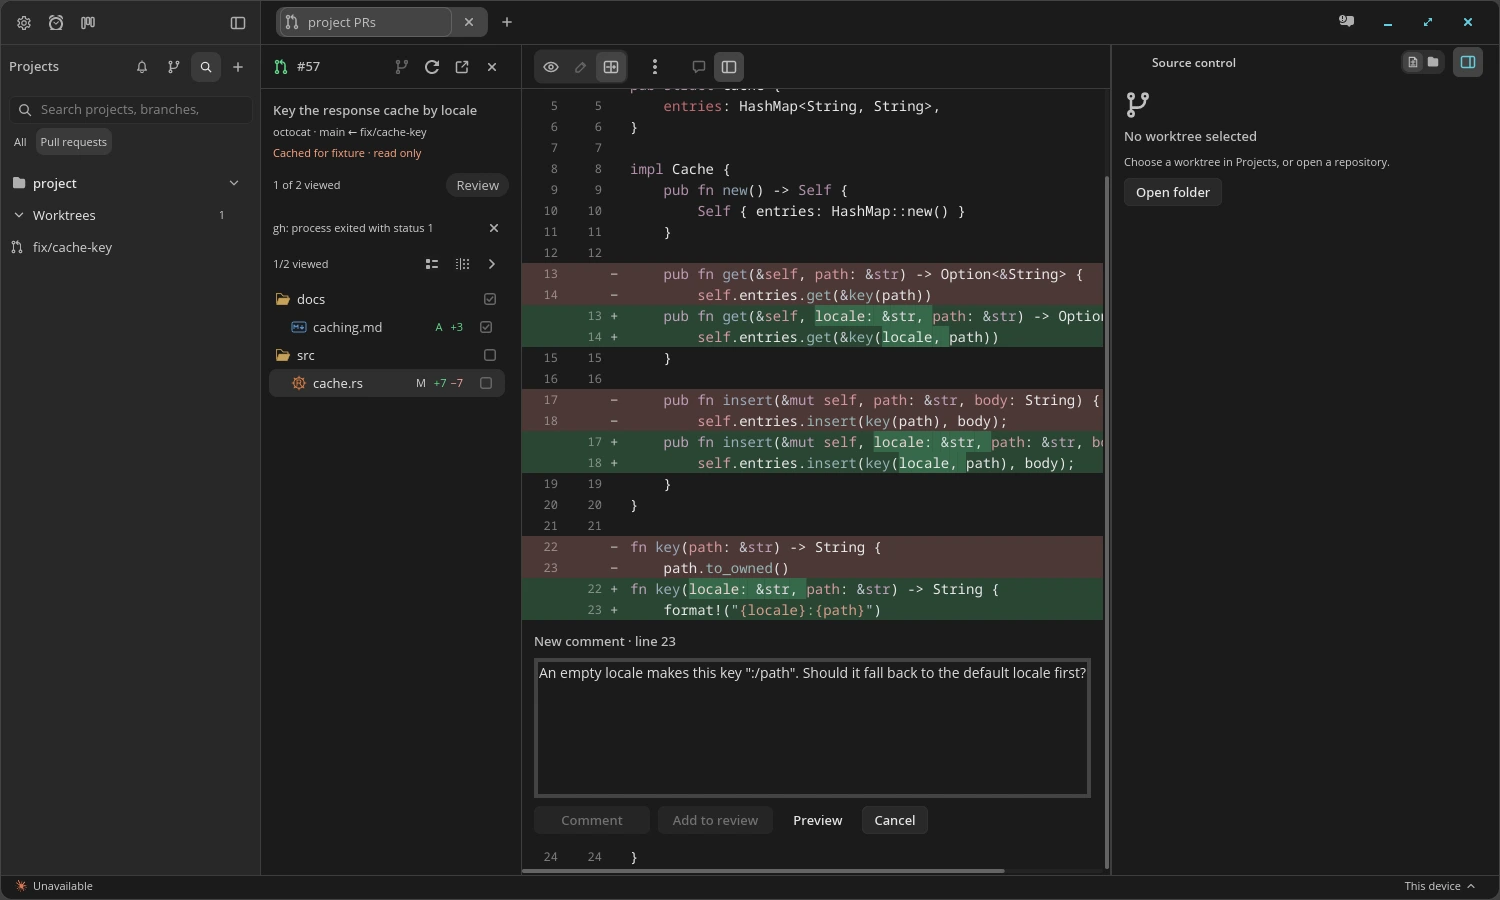 project PRs
Projects
Search projects, branches,
All
Pull requests
project
Worktrees
1
fix/cache-key
#57
Key the response cache by locale
octocat · main ← fix/cache-key
Cached for fixture · read only
1 of 2 viewed
Review
gh: process exited with status 1
1/2 viewed
docs
caching.md A +3
src
cache.rs M +7 −7
5 5 entries: HashMap<String, String>,
6 6 }
7 7
8 8 impl Cache {
9 9 pub fn new() -> Self {
10 10 Self { entries: HashMap::new() }
11 11 }
12 12
13 − pub fn get(&self, path: &str) -> Option<&String> {
14 − self.entries.get(&key(path))
13 + pub fn get(&self, locale: &str, path: &str) -> Option
14 + self.entries.get(&key(locale, path))
15 15 }
16 16
17 − pub fn insert(&mut self, path: &str, body: String) {
18 − self.entries.insert(key(path), body);
17 + pub fn insert(&mut self, locale: &str, path: &str, bo
18 + self.entries.insert(key(locale, path), body);
19 19 }
20 20 }
21 21
22 − fn key(path: &str) -> String {
23 − path.to_owned()
22 + fn key(locale: &str, path: &str) -> String {
23 + format!("{locale}:{path}")
New comment · line 23
An empty locale makes this key ":/path". Should it fall back to the default locale first?
Comment
Add to review
Preview
Cancel
24 24 }
Source control
No worktree selected
Choose a worktree in Projects, or open a repository.
Open folder
Unavailable
This device